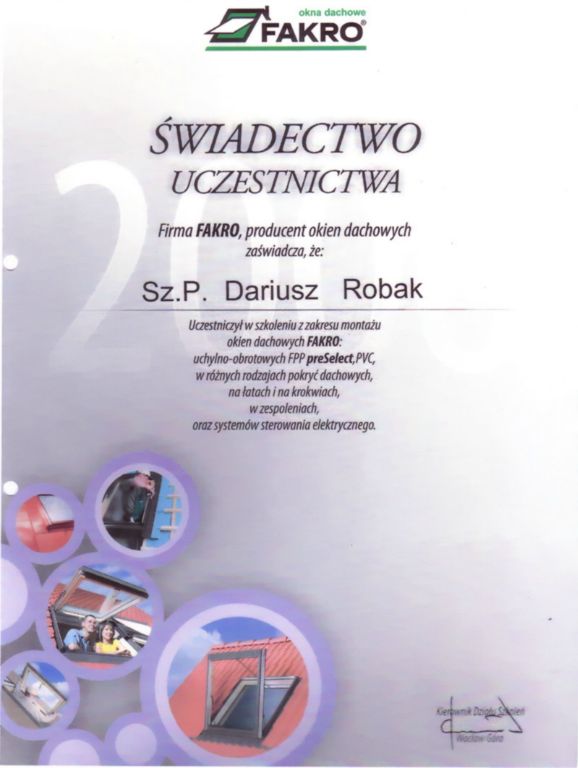 okna dachowe
FAKRO®
ŚWIADECTWO
UCZESTNICTWA
Firma FAKRO, producent okien dachowych
zaświadcza, że:
Sz.P. Dariusz Robak
Uczestniczył w szkoleniu z zakresu montażu
okien dachowych FAKRO:
uchylno-obrotowych FPP preSelect, PVC,
w różnych rodzajach pokryć dachowych,
na łatach i na krokwiach,
w zespoleniach,
oraz systemów sterowania elektrycznego.
Kierownik Działu Szkoleń
Wacław Góra